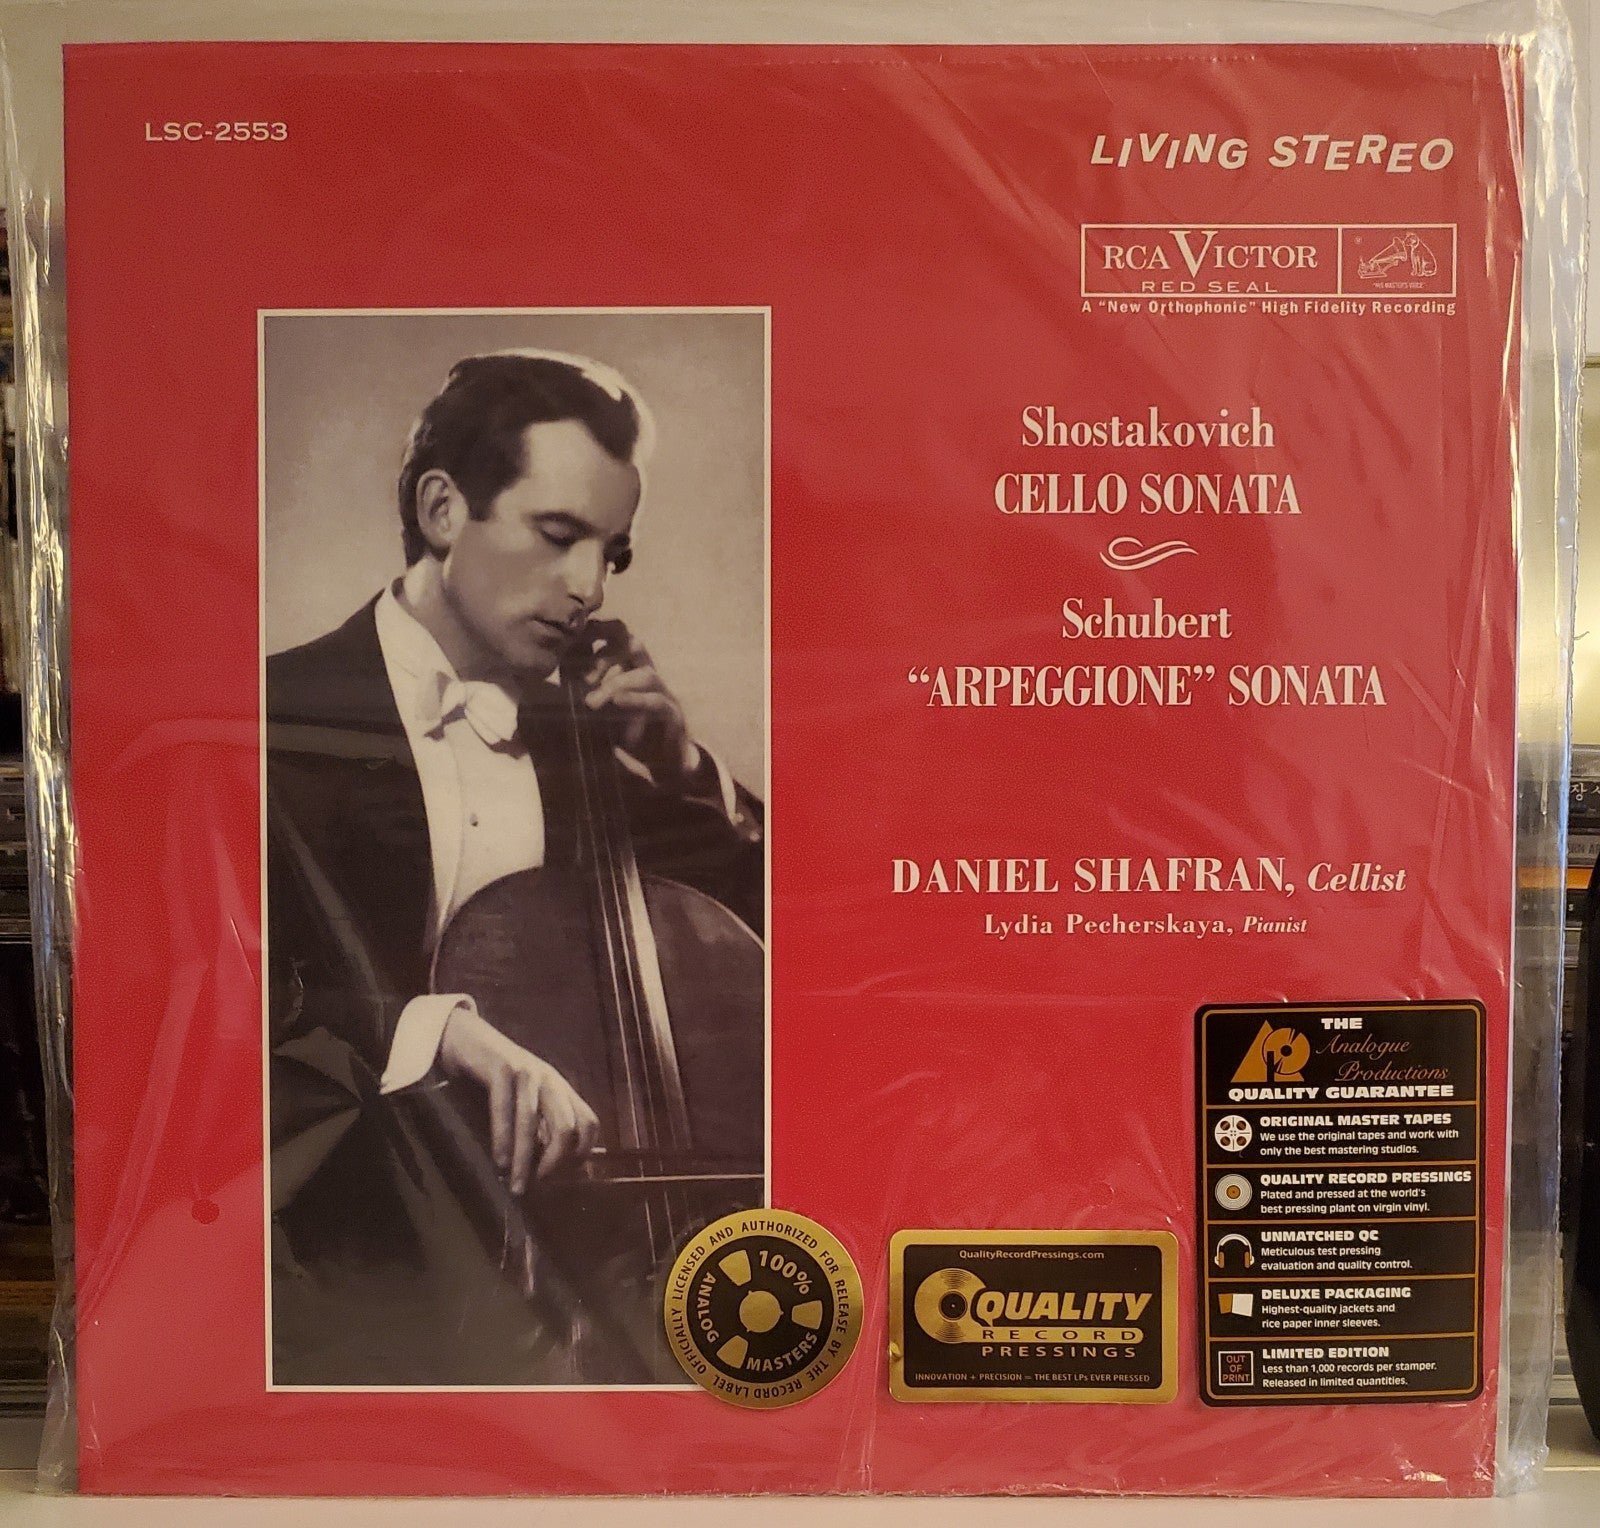 LSC-2553
LIVING STEREO
RCA VICTOR
RED SEAL
"HIS MASTER'S VOICE"
A "New Orthophonic" High Fidelity Recording
Shostakovich
CELLO SONATA
Schubert
“ARPEGGIONE” SONATA
DANIEL SHAFRAN, Cellist
Lydia Pecherskaya, Pianist
THE
Analogue
Productions
QUALITY GUARANTEE
ORIGINAL MASTER TAPES
We use the original tapes and work with
only the best mastering studios.
QUALITY RECORD PRESSINGS
Plated and pressed at the world's
best pressing plant on virgin vinyl.
UNMATCHED QC
Meticulous test pressing
evaluation and quality control.
DELUXE PACKAGING
Highest-quality jackets and
rice paper inner sleeves.
OUT
OF
PRINT
LIMITED EDITION
Less than 1,000 records per stamper.
Released in limited quantities.
OFFICIALLY LICENSED AND AUTHORIZED FOR RELEASE BY THE RECORD LABEL
100%
ANALOG
MASTERS
QualityRecordPressings.com
QUALITY
RECORD
PRESSINGS
INNOVATION + PRECISION = THE BEST LPs EVER PRESSED